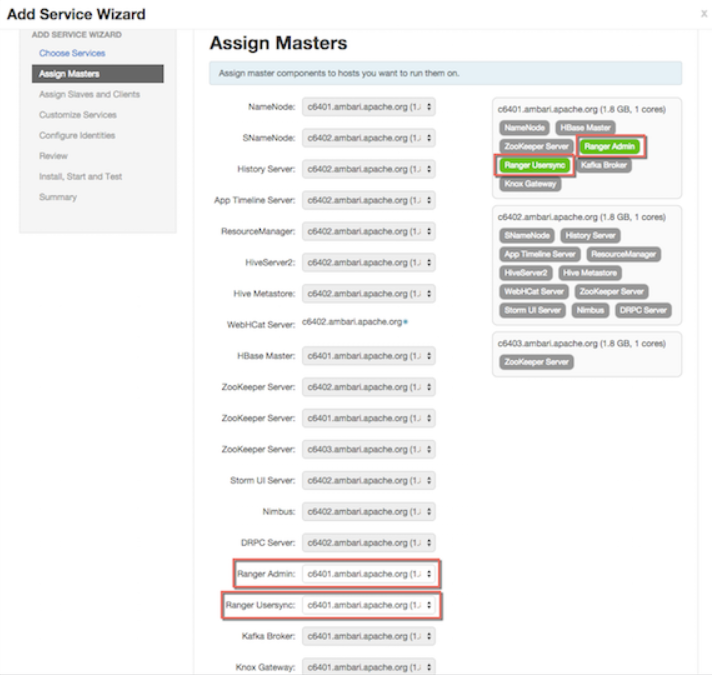 Add Service Wizard
x
ADD SERVICE WIZARD
Choose Services
Assign Masters
Assign Slaves and Clients
Customize Services
Configure Identities
Review
Install, Start and Test
Summary
Assign Masters
Assign master components to hosts you want to run them on.
NameNode: c6401.ambari.apache.org (1.
SNameNode: c6402.ambari.apache.org (1.
History Server: c6402.ambari.apache.org (1.
App Timeline Server: c6402.ambari.apache.org (1.
ResourceManager: c6402.ambari.apache.org (1.
HiveServer2: c6402.ambari.apache.org (1.
Hive Metastore: c6402.ambari.apache.org (1.
WebHCat Server: c6402.ambari.apache.org*
HBase Master: c6401.ambari.apache.org (1.
ZooKeeper Server: c6402.ambari.apache.org (1.
ZooKeeper Server: c6401.ambari.apache.org (1.
ZooKeeper Server: c6403.ambari.apache.org (1.
Storm UI Server: c6402.ambari.apache.org (1.
Nimbus: c6402.ambari.apache.org (1.
DRPC Server: c6402.ambari.apache.org (1.
Ranger Admin: c6401.ambari.apache.org (1.
Ranger Usersync: c6401.ambari.apache.org (1.
Kafka Broker: c6401.ambari.apache.org (1.
Knox Gateway: c6401.ambari.apache.org (1.
c6401.ambari.apache.org (1.8 GB, 1 cores)
NameNode HBase Master
ZooKeeper Server Ranger Admin
Ranger Usersync Kafka Broker
Knox Gateway
c6402.ambari.apache.org (1.8 GB, 1 cores)
SNameNode History Server
App Timeline Server ResourceManager
HiveServer2 Hive Metastore
WebHCat Server ZooKeeper Server
Storm UI Server Nimbus DRPC Server
c6403.ambari.apache.org (1.8 GB, 1 cores)
ZooKeeper Server